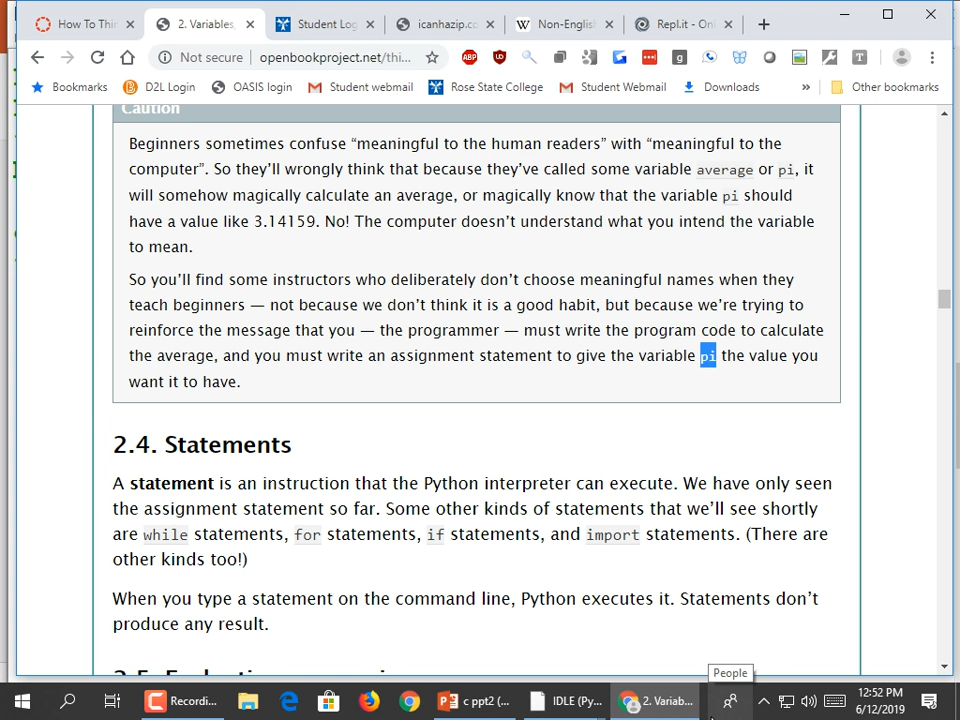 How To Thin
2. Variables,
Student Log
icanhazip.co
Non-English
Repl.it - Onl
Not secure
openbookproject.net/thi...
ABP
Bookmarks
D2L Login
OASIS login
Student webmail
Rose State College
Student Webmail
Downloads
»
Other bookmarks
Caution
Beginners sometimes confuse “meaningful to the human readers” with “meaningful to the
computer”. So they’ll wrongly think that because they’ve called some variable average or pi, it
will somehow magically calculate an average, or magically know that the variable pi should
have a value like 3.14159. No! The computer doesn’t understand what you intend the variable
to mean.
So you’ll find some instructors who deliberately don’t choose meaningful names when they
teach beginners — not because we don’t think it is a good habit, but because we’re trying to
reinforce the message that you — the programmer — must write the program code to calculate
the average, and you must write an assignment statement to give the variable pi the value you
want it to have.
2.4. Statements
A statement is an instruction that the Python interpreter can execute. We have only seen
the assignment statement so far. Some other kinds of statements that we’ll see shortly
are while statements, for statements, if statements, and import statements. (There are
other kinds too!)
When you type a statement on the command line, Python executes it. Statements don’t
produce any result.
People
Recordi...
c ppt2 (...
IDLE (Py...
2. Variab...
12:52 PM
6/12/2019